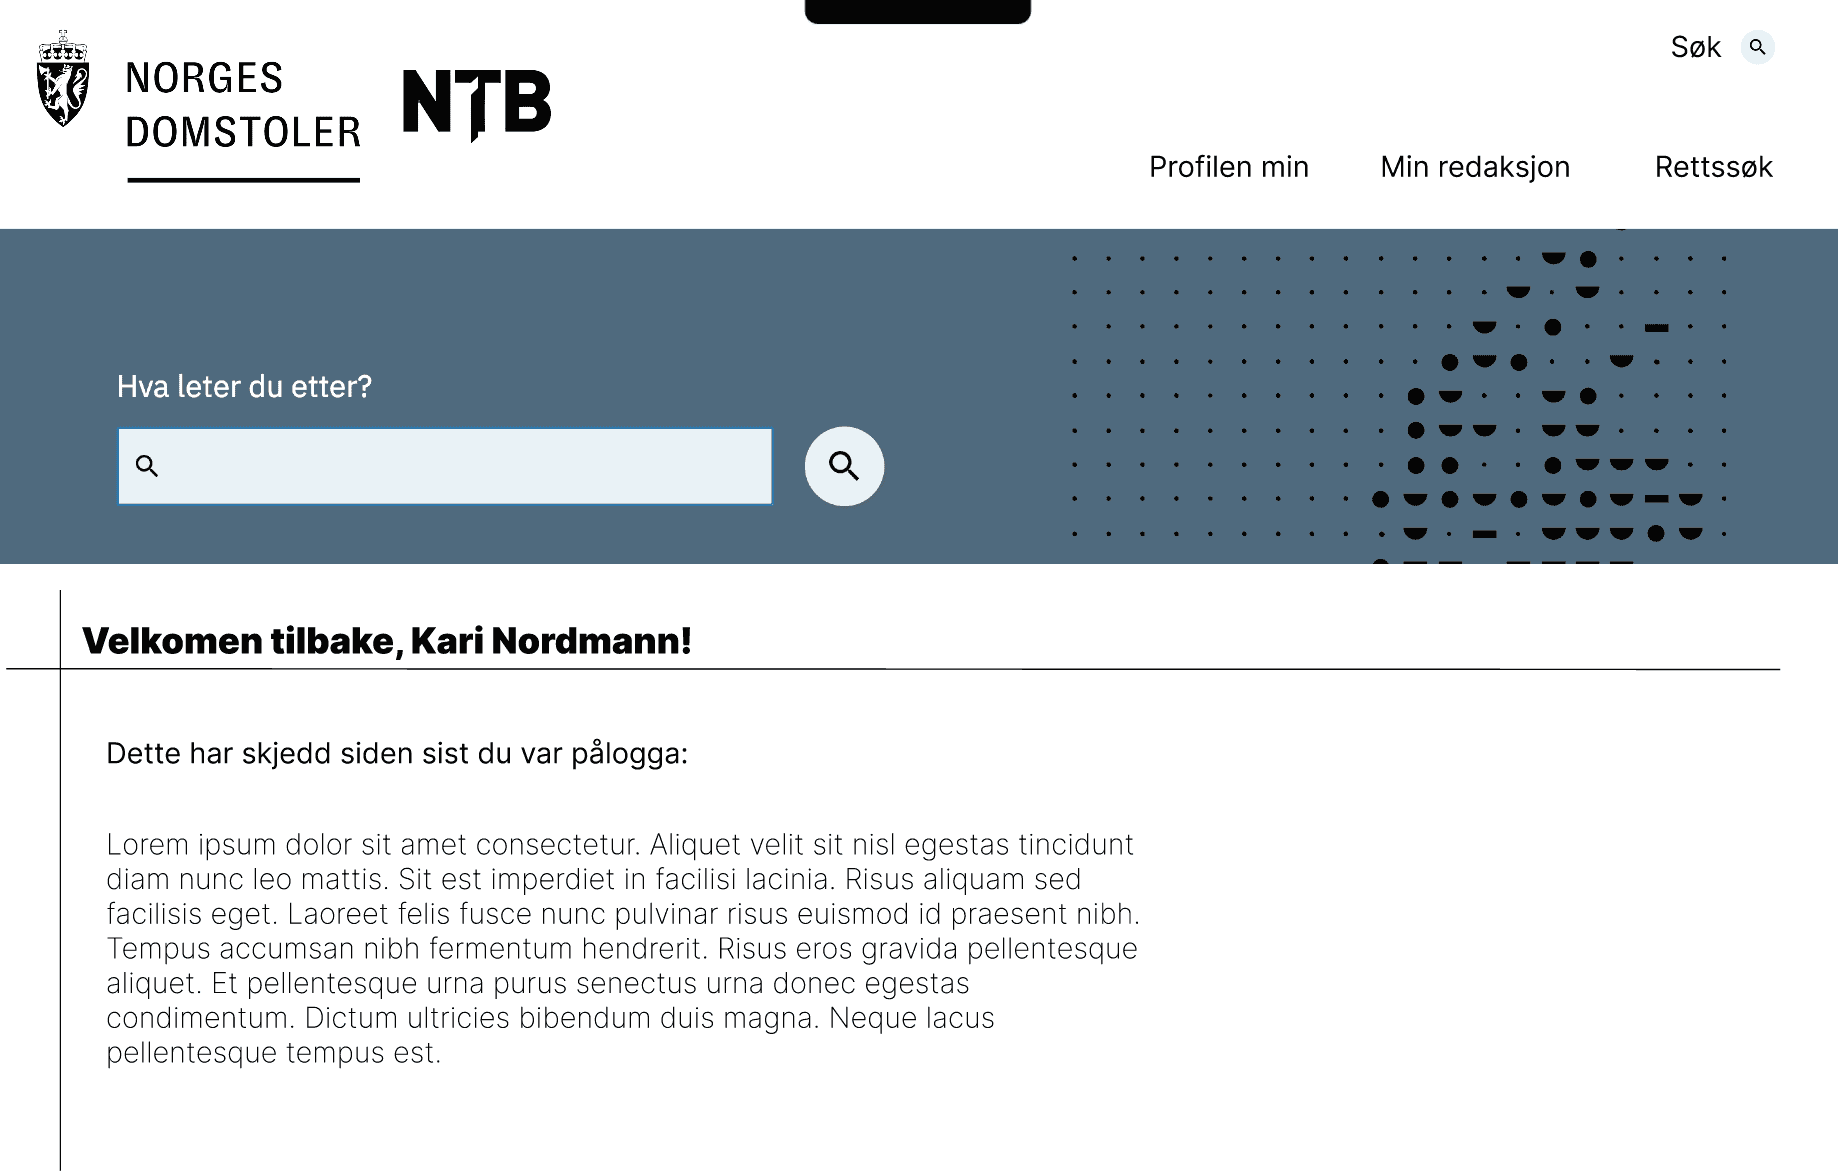 NORGES
DOMSTOLER
NTB
Søk
Profilen min
Min redaksjon
Rettssøk
Hva leter du etter?
Velkomen tilbake, Kari Nordmann!
Dette har skjedd siden sist du var pålogga:
Lorem ipsum dolor sit amet consectetur. Aliquet velit sit nisl egestas tincidunt
diam nunc leo mattis. Sit est imperdiet in facilisi lacinia. Risus aliquam sed
facilisis eget. Laoreet felis fusce nunc pulvinar risus euismod id praesent nibh.
Tempus accumsan nibh fermentum hendrerit. Risus eros gravida pellentesque
aliquet. Et pellentesque urna purus senectus urna donec egestas
condimentum. Dictum ultricies bibendum duis magna. Neque lacus
pellentesque tempus est.